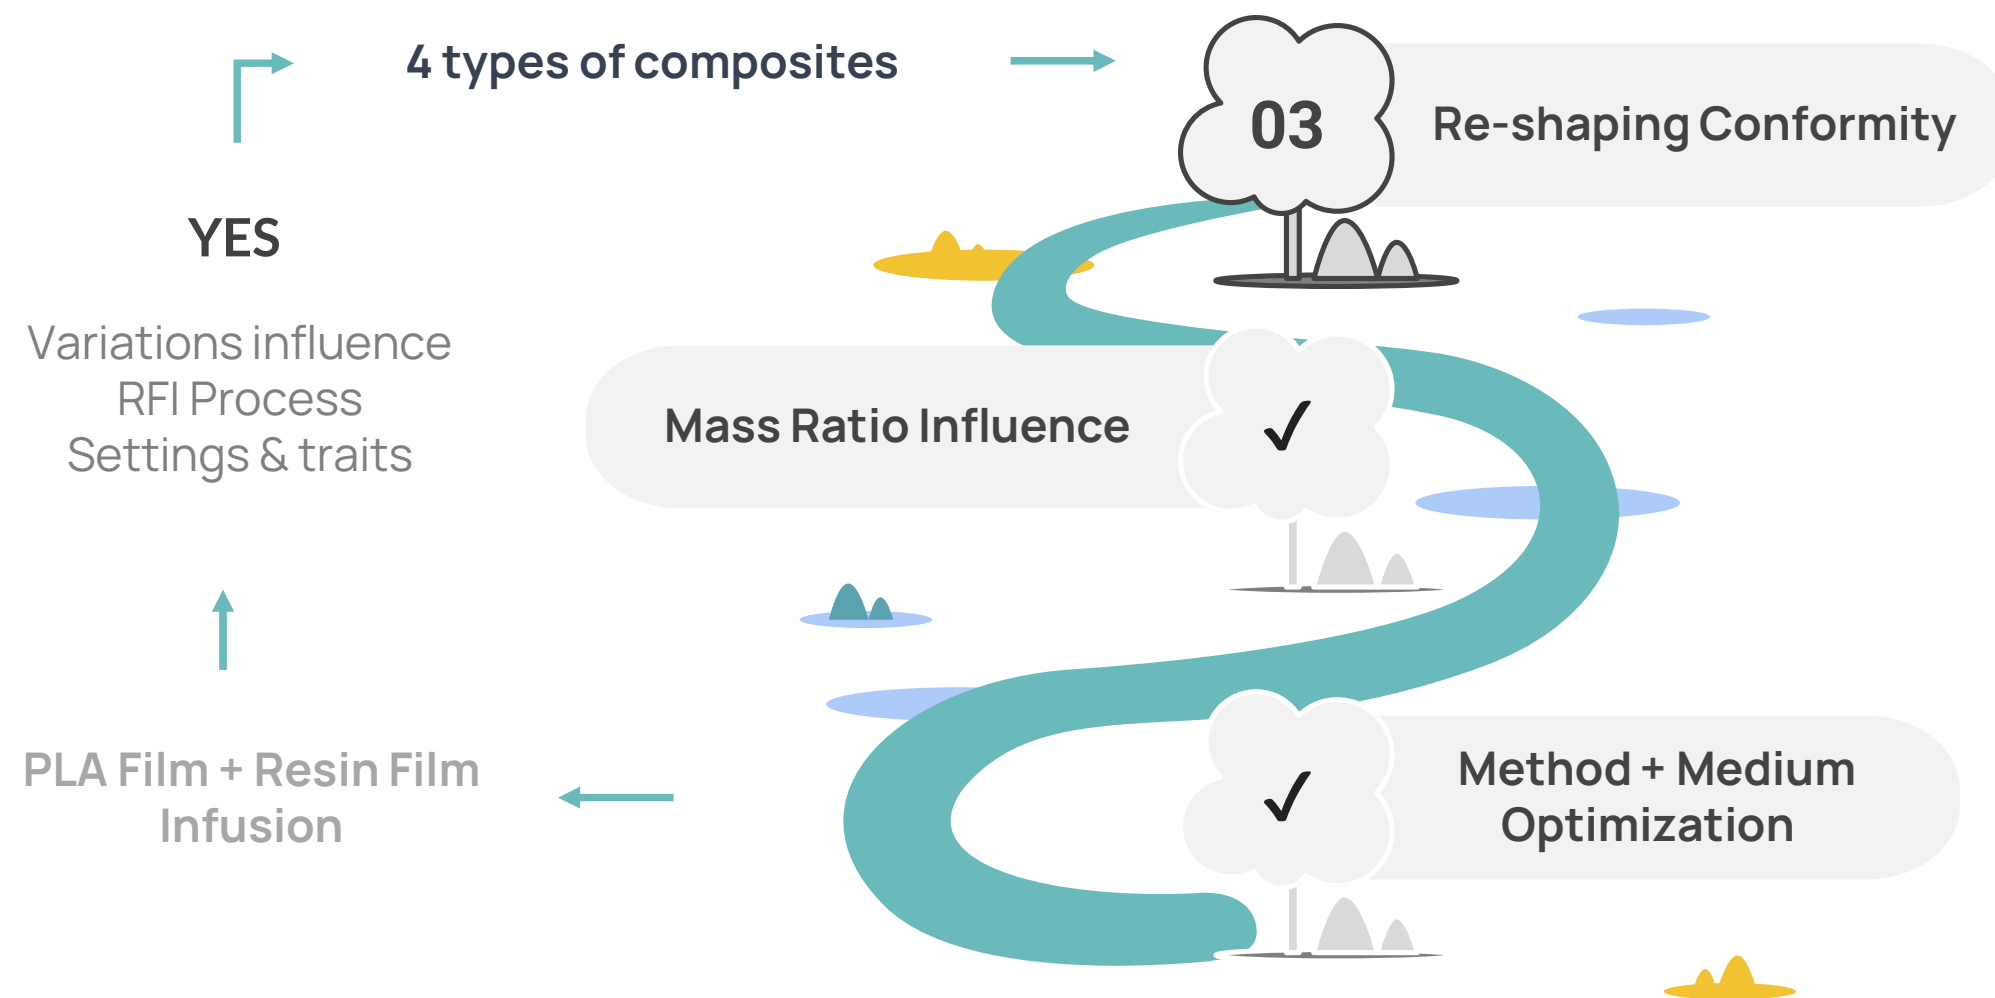 4 types of composites
03
Re-shaping Conformity
YES
Variations influence
RFI Process
Settings & traits
Mass Ratio Influence
✓
PLA Film + Resin Film
Infusion
✓
Method + Medium
Optimization